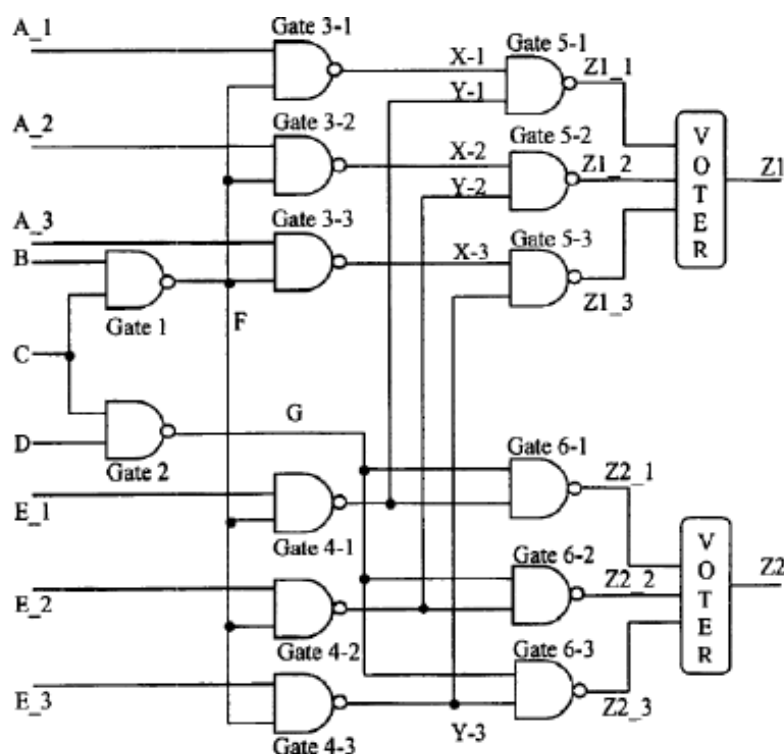 A_1
Gate 3-1
X-1
Gate 5-1
Z1_1
Y-1
A_2
Gate 3-2
X-2
Gate 5-2
Z1_2
Y-2
VOTER
Z1
A_3
Gate 3-3
B
X-3
Gate 5-3
Z1_3
Gate 1
F
C
G
D
Gate 2
Gate 6-1
Z2_1
E_1
Gate 4-1
Gate 6-2
Z2_2
VOTER
Z2
E_2
Gate 4-2
Gate 6-3
E_3
Z2_3
Gate 4-3
Y-3